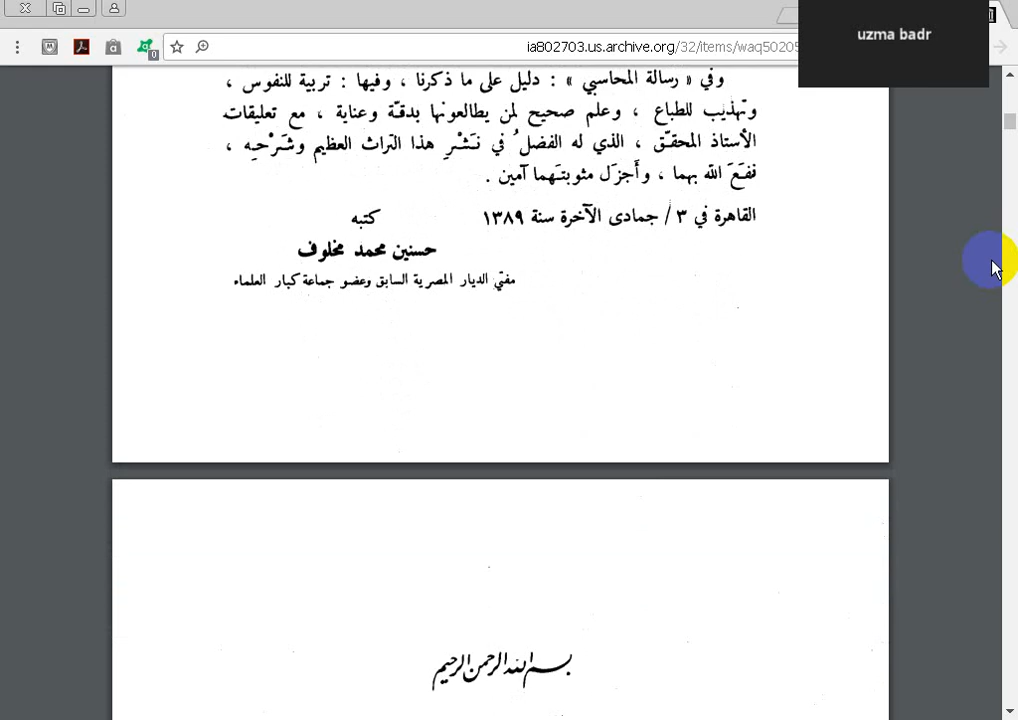 uzma badr
ia802703.us.archive.org/32/items/waq50205
0
وفي « رسالة المحاسبي » : دليل على ما ذكرنا ، وفيها : تربية للنفوس ،
وتهذيب للطباع ، وعلم صحيح لمن يطالعونها بدقة وعناية ، مع تعليقات
الأستاذ المحقّق ، الذي له الفضلُ في نَشْرِ هذا التراث العظيم وشَرْحِه ،
فنفَعَ الله بهما ، وأجزَل مثوبتَهما آمين .
القاهرة في ٣ / جمادى الآخرة سنة ١٣٨٩ كتبه
حسنين محمد مخلوف
مفتي الديار المصرية السابق وعضو جماعة كبار العلماء
بسم الله الرحمن الرحيم